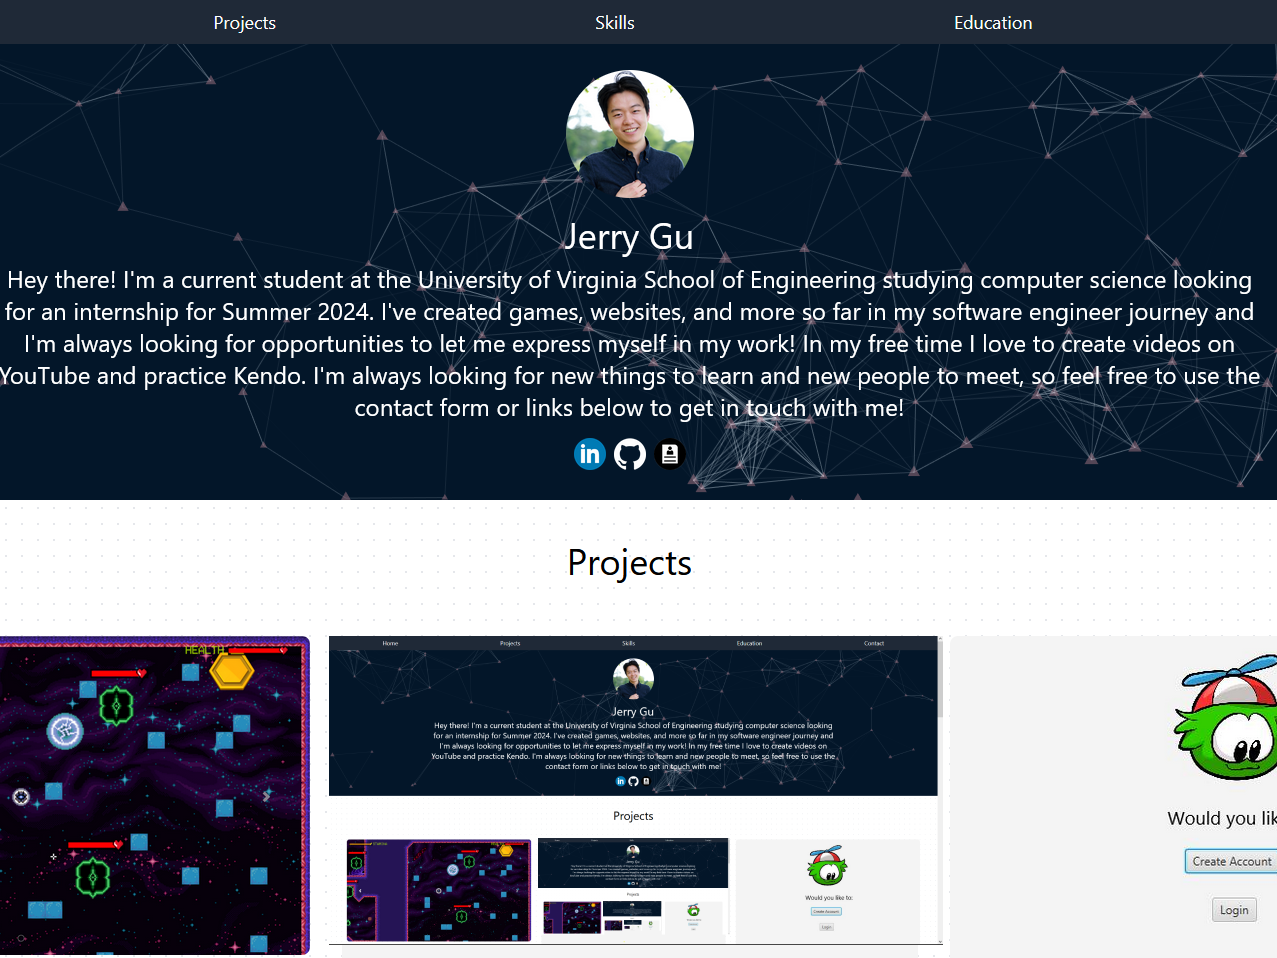 Projects Skills Education
Jerry Gu
Hey there! I'm a current student at the University of Virginia School of Engineering studying computer science looking
for an internship for Summer 2024. I've created games, websites, and more so far in my software engineer journey and
I'm always looking for opportunities to let me express myself in my work! In my free time I love to create videos on
YouTube and practice Kendo. I'm always looking for new things to learn and new people to meet, so feel free to use the
contact form or links below to get in touch with me!
in
Projects
HEALTH
Home Projects Skills Education Contact
Jerry Gu
Hey there! I'm a current student at the University of Virginia School of Engineering studying computer science looking
for an internship for Summer 2024. I've created games, websites, and more so far in my software engineer journey and
I'm always looking for opportunities to let me express myself in my work! In my free time I love to create videos on
YouTube and practice Kendo. I'm always looking for new things to learn and new people to meet, so feel free to use the
contact form or links below to get in touch with me!
in
Projects
Would you like to:
Create Account
Login
Would you lik
Create Account
Login